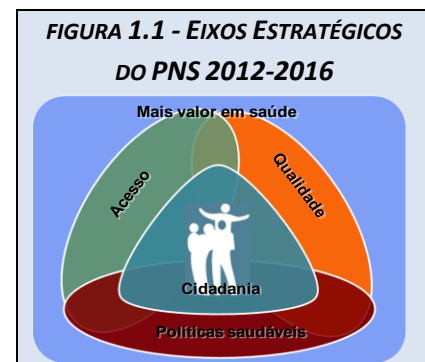 FIGURA 1.1 - EIXOS ESTRATÉGICOS
DO PNS 2012-2016
Mais valor em saúde
Acesso
Qualidade
Cidadania
Políticas saudáveis